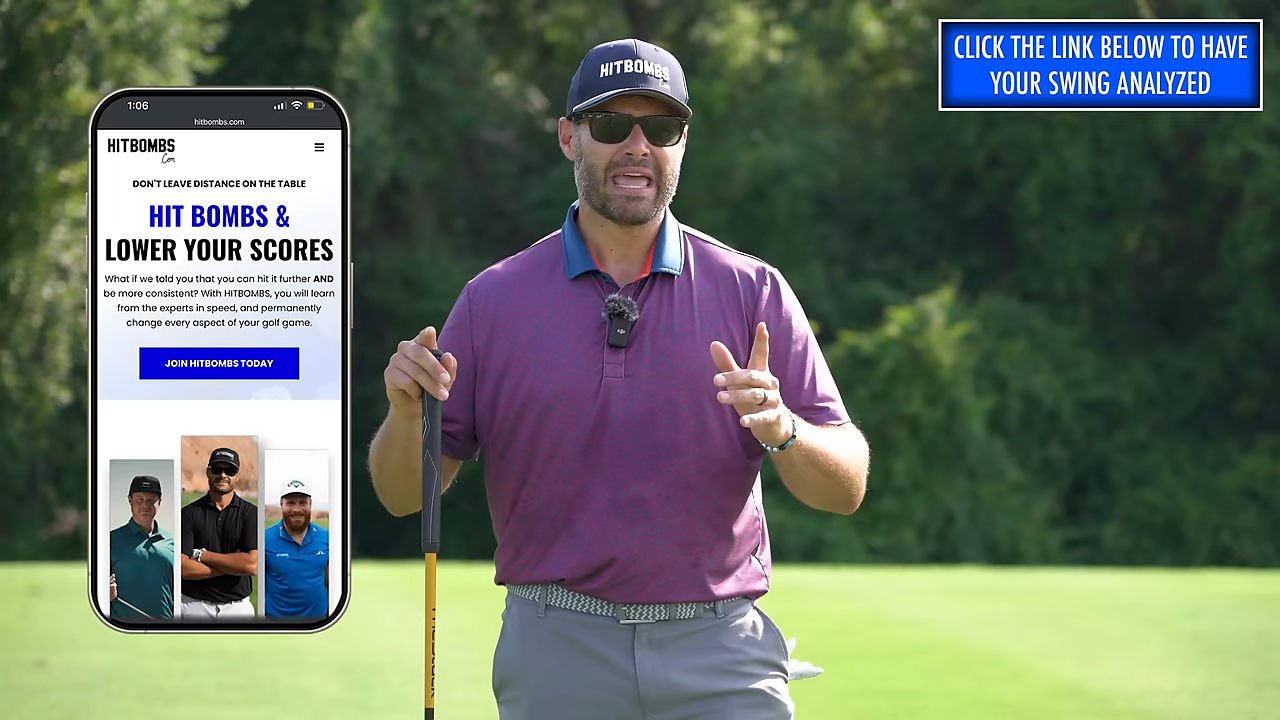 CLICK THE LINK BELOW TO HAVE
YOUR SWING ANALYZED
1:06
hitbombs.com
HITBOMBS
.Com
DON'T LEAVE DISTANCE ON THE TABLE
HIT BOMBS &
LOWER YOUR SCORES
What if we told you that you can hit it further AND
be more consistent? With HITBOMBS, you will learn
from the experts in speed, and permanently
change every aspect of your golf game.
JOIN HITBOMBS TODAY
HITBOMBS
dji